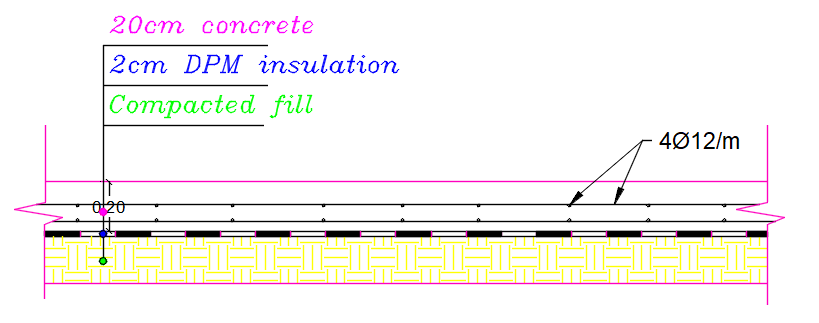 20cm concrete
2cm DPM insulation
Compacted fill
4Ø12/m
0.20